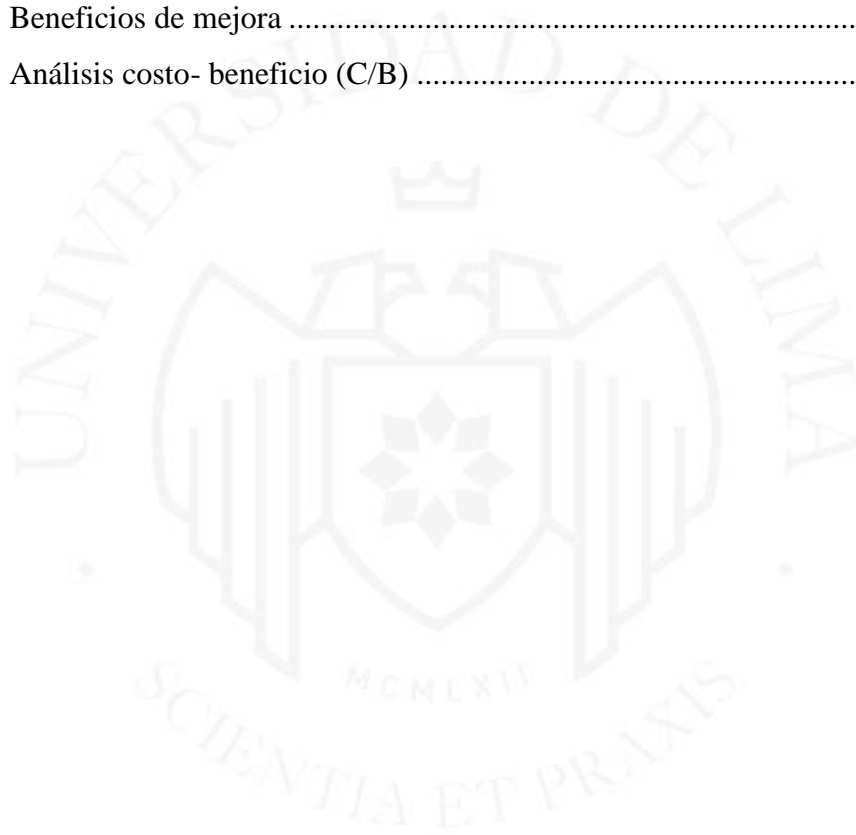 Beneficios de mejora ......................................................................
Análisis costo- beneficio (C/B) ......................................................
UNIVERSIDAD DE LIMA
MCMLXII
SCIENTIA ET PRAXIS